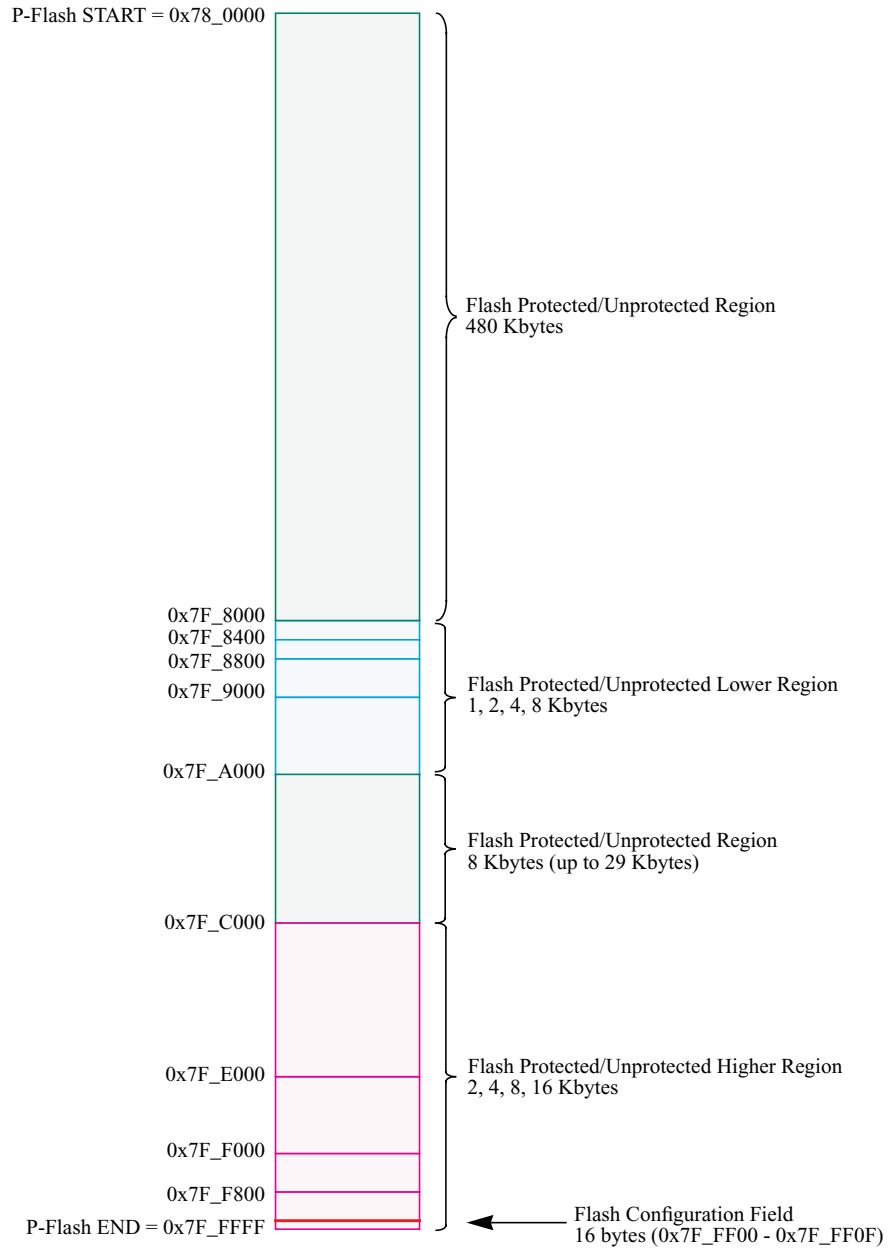 P-Flash START = 0x78_0000
Flash Protected/Unprotected Region
480 Kbytes
0x7F_8000
0x7F_8400
0x7F_8800
0x7F_9000
Flash Protected/Unprotected Lower Region
1, 2, 4, 8 Kbytes
0x7F_A000
Flash Protected/Unprotected Region
8 Kbytes (up to 29 Kbytes)
0x7F_C000
Flash Protected/Unprotected Higher Region
2, 4, 8, 16 Kbytes
0x7F_E000
0x7F_F000
0x7F_F800
P-Flash END = 0x7F_FFFF
Flash Configuration Field
16 bytes (0x7F_FF00 - 0x7F_FF0F)